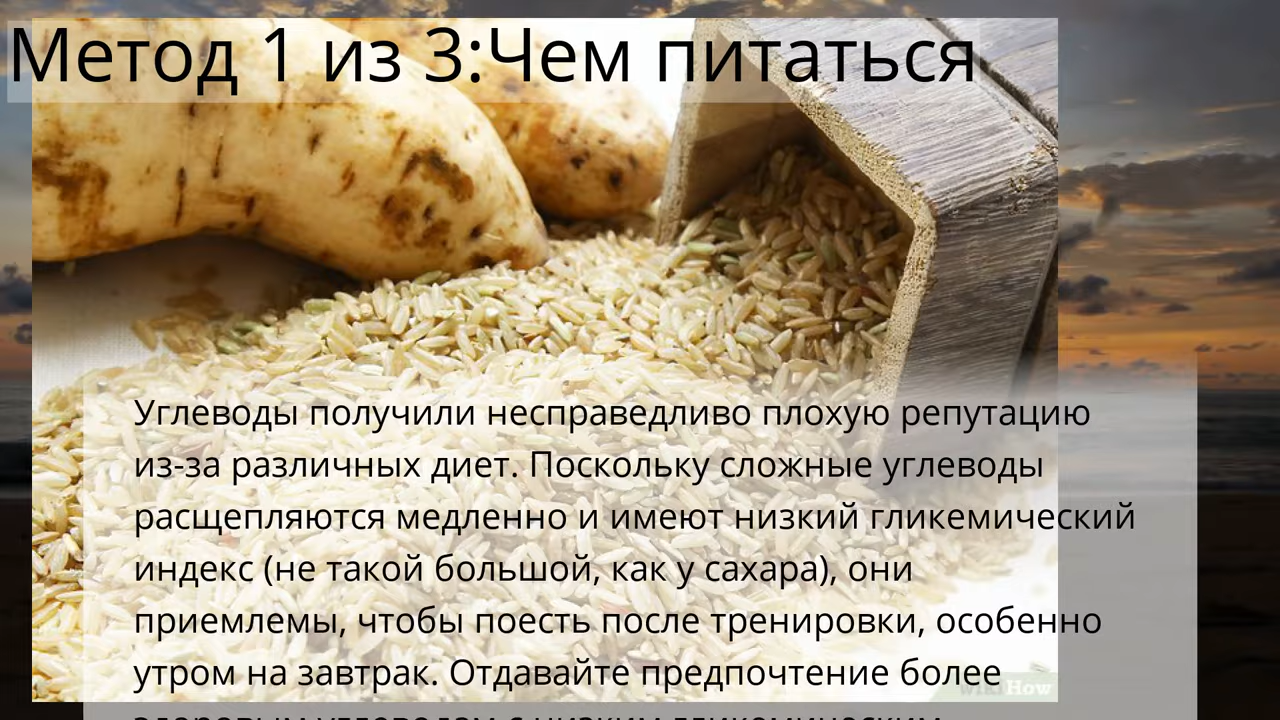 Метод 1 из 3:Чем питаться
Углеводы получили несправедливо плохую репутацию
из-за различных диет. Поскольку сложные углеводы
расщепляются медленно и имеют низкий гликемический
индекс (не такой большой, как у сахара), они
приемлемы, чтобы поесть после тренировки, особенно
утром на завтрак. Отдавайте предпочтение более
wikiHow